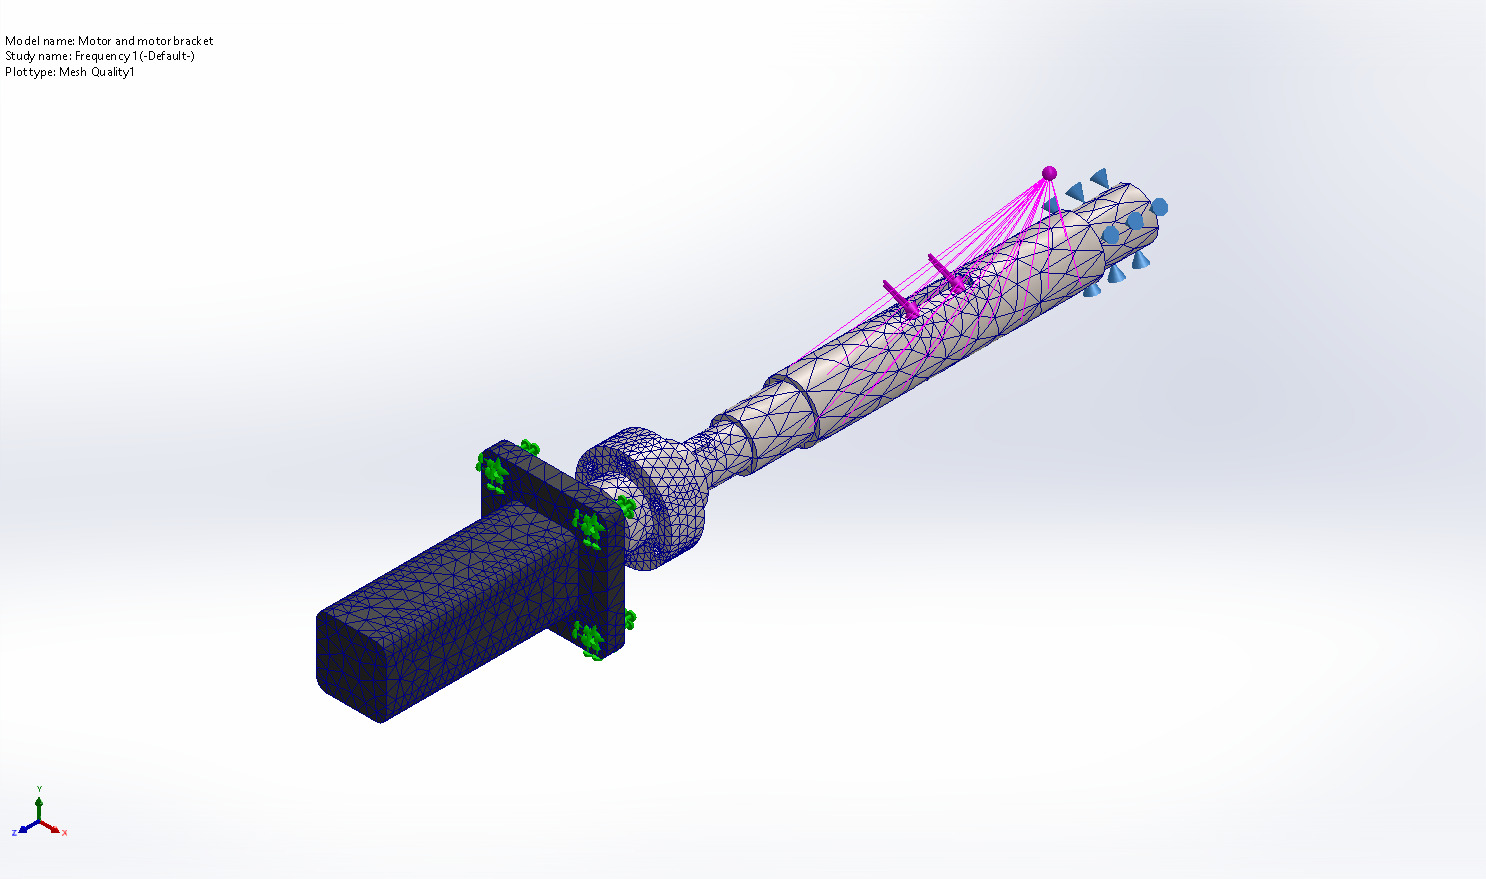 Model name: Motor and motor bracket
Study name: Frequency 1(-Default-)
Plot type: Mesh Quality1
Y
Z
X